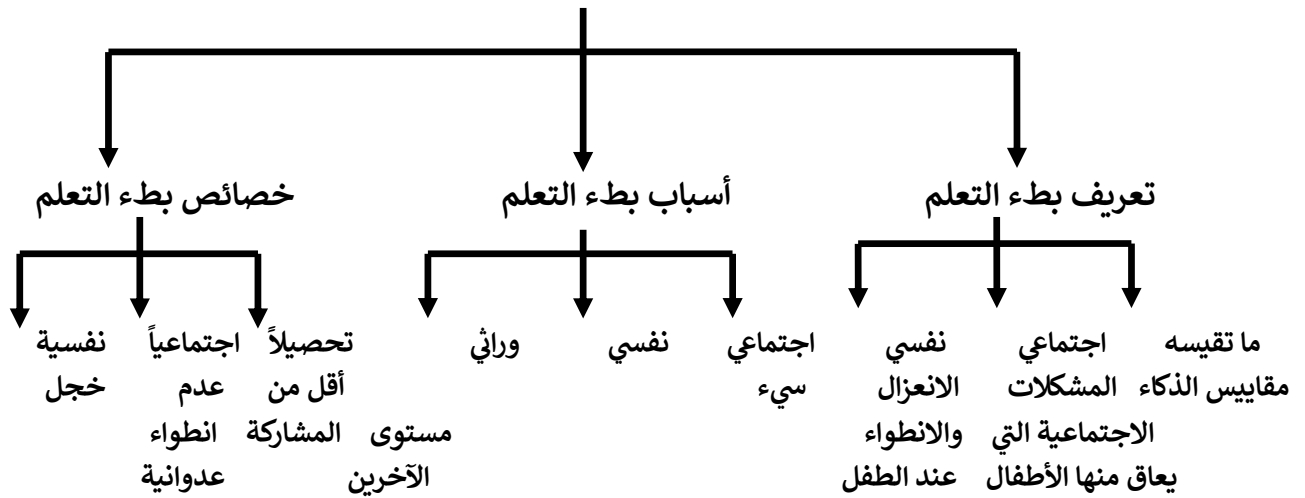 تعريف بطء التعلم
أسباب بطء التعلم
خصائص بطء التعلم
ما تقيسه
مقاييس الذكاء
اجتماعي
المشكلات
الاجتماعية التي
يعاق منها الأطفال
نفسي
الانعزال
والانطواء
عند الطفل
اجتماعي
سيء
نفسي
وراثي
تحصيلاً
أقل من
مستوى
الآخرين
اجتماعياً
عدم
المشاركة
انطواء
عدوانية
نفسية
خجل